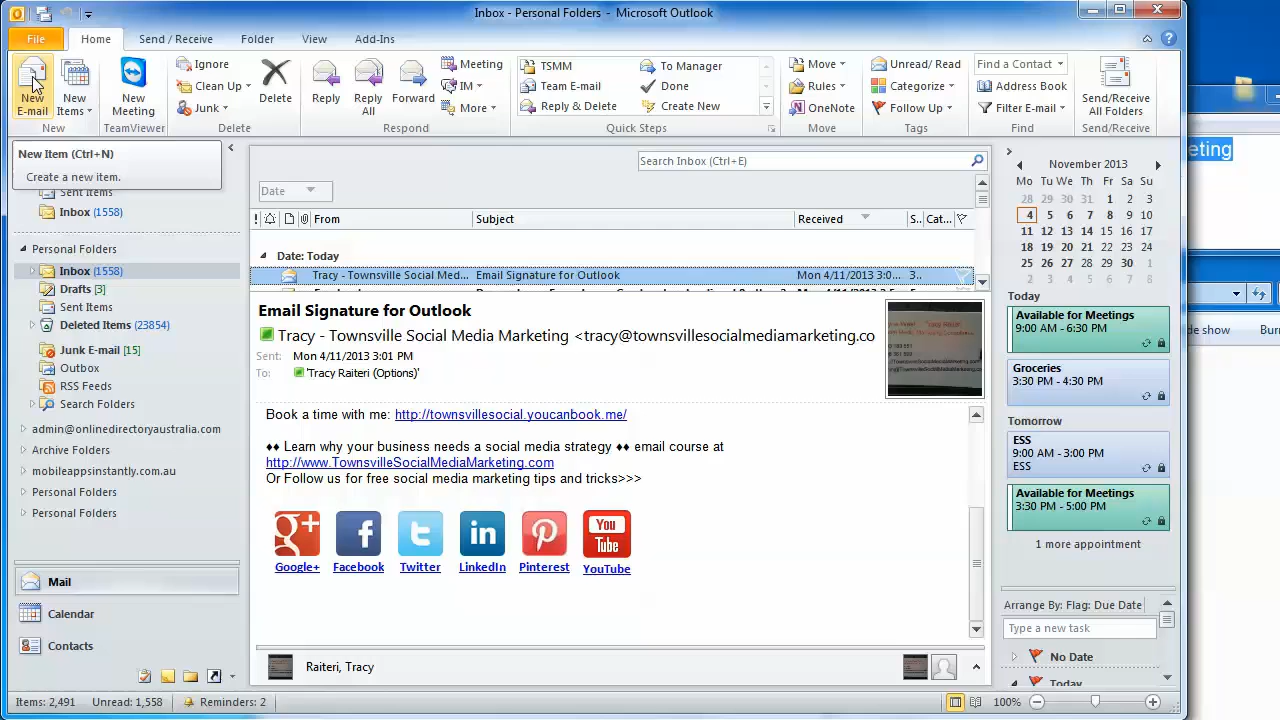 Inbox - Personal Folders - Microsoft Outlook
File Home Send / Receive Folder View Add-Ins
New E-mail
New Items
New Meeting
Ignore
Clean Up
Junk
Delete
Reply
Reply All
Forward
Meeting
IM
More
TSMM
Team E-mail
Reply & Delete
To Manager
Done
Create New
Move
Rules
OneNote
Unread/ Read
Categorize
Follow Up
Find a Contact
Address Book
Filter E-mail
Send/Receive All Folders
New TeamViewer Delete Respond Quick Steps Move Tags Find Send/Receive
New Item (Ctrl+N)
Create a new item.
Sent Items
Inbox (1558)
Personal Folders
Inbox (1558)
Drafts [3]
Sent Items
Deleted Items (23854)
Junk E-mail [15]
Outbox
RSS Feeds
Search Folders
admin@onlinedirectoryaustralia.com
Archive Folders
mobileappsinstantly.com.au
Personal Folders
Personal Folders
Mail
Calendar
Contacts
Search Inbox (Ctrl+E)
Date
! From Subject Received S.. Cat...
Date: Today
Tracy - Townsville Social Med... Email Signature for Outlook Mon 4/11/2013 3:0... 3..
Email Signature for Outlook
Tracy - Townsville Social Media Marketing <tracy@townsvillesocialmediamarketing.co
Sent: Mon 4/11/2013 3:01 PM
To: 'Tracy Raiteri (Options)'
Book a time with me: http://townsvillesocial.youcanbook.me/
♦♦ Learn why your business needs a social media strategy ♦♦ email course at
http://www.TownsvilleSocialMediaMarketing.com
Or Follow us for free social media marketing tips and tricks>>>
g+ f t in P You Tube
Google+ Facebook Twitter LinkedIn Pinterest YouTube
Raiteri, Tracy
November 2013
Mo Tu We Th Fr Sa Su
28 29 30 31 1 2 3
4 5 6 7 8 9 10
11 12 13 14 15 16 17
18 19 20 21 22 23 24
25 26 27 28 29 30 1
2 3 4 5 6 7 8
Today
Available for Meetings
9:00 AM - 6:30 PM
Groceries
3:30 PM - 4:30 PM
Tomorrow
ESS
9:00 AM - 3:00 PM
ESS
Available for Meetings
3:30 PM - 5:00 PM
1 more appointment
Arrange By: Flag: Due Date
Type a new task
No Date
Today
eting
de show Burn
Items: 2,491 Unread: 1,558 Reminders: 2 100%